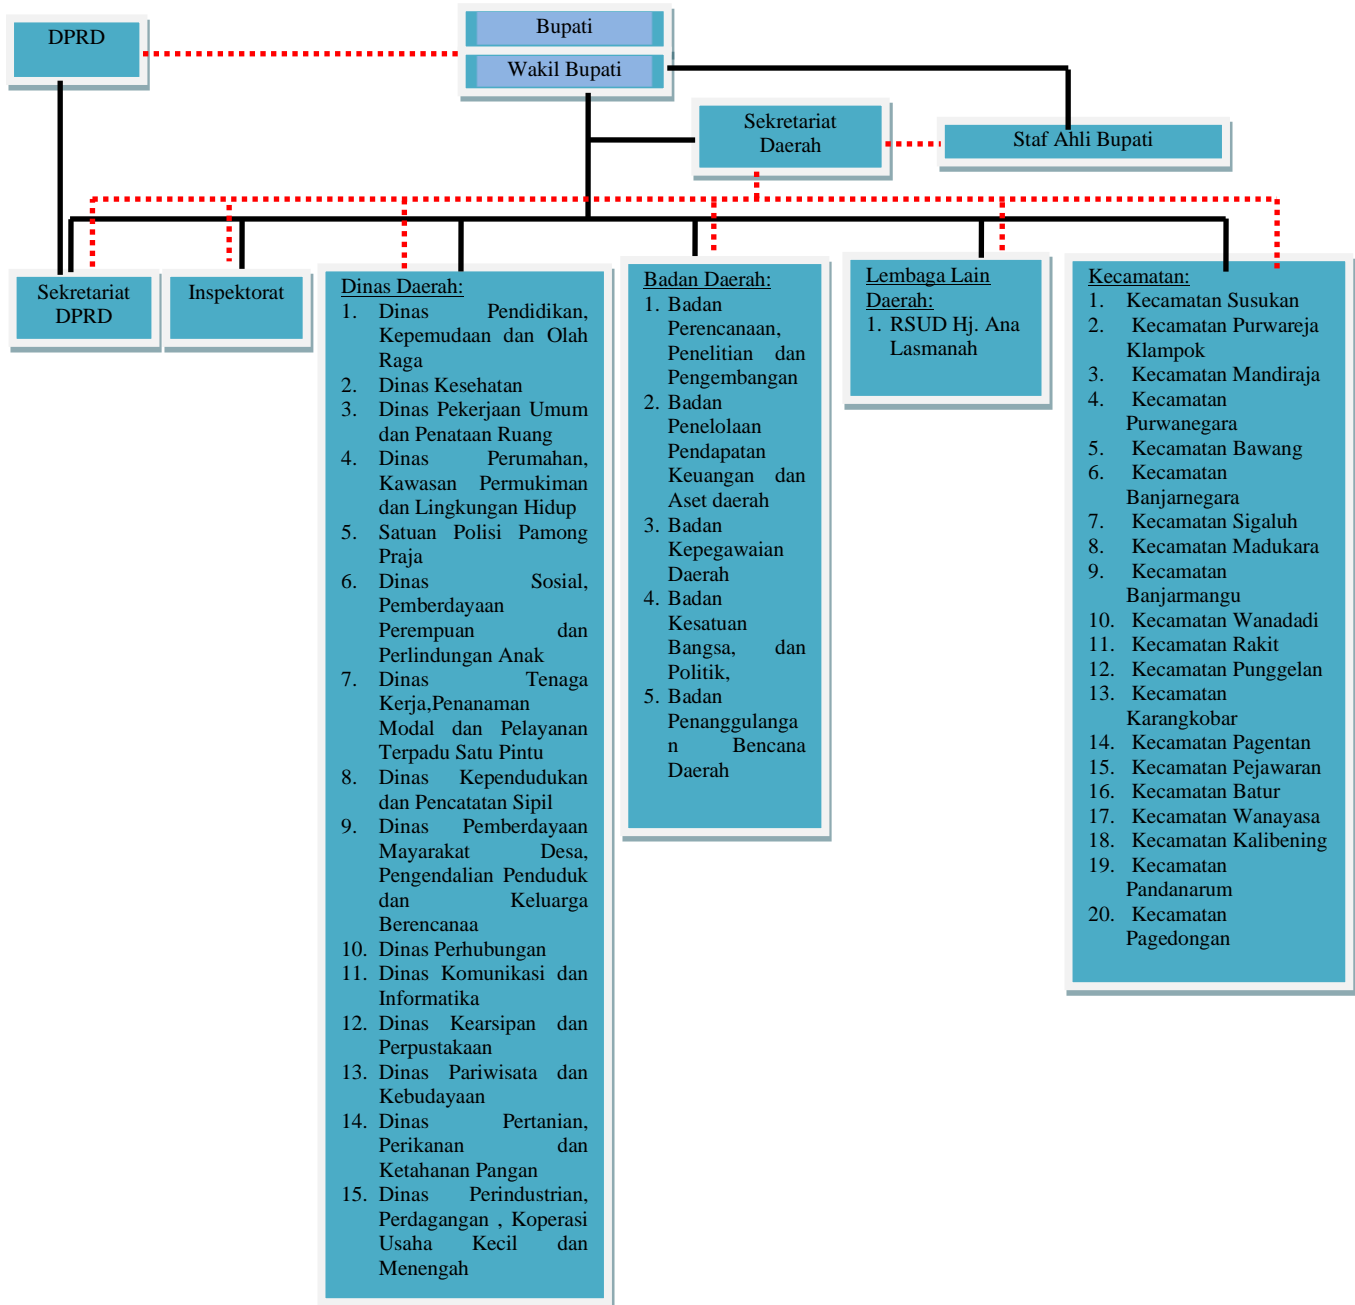 DPRD
Bupati
Wakil Bupati
Sekretariat
Daerah
Staf Ahli Bupati
Sekretariat
DPRD
Inspektorat
Dinas Daerah:
1. Dinas Pendidikan,
Kepemudaan dan Olah
Raga
2. Dinas Kesehatan
3. Dinas Pekerjaan Umum
dan Penataan Ruang
4. Dinas Perumahan,
Kawasan Permukiman
dan Lingkungan Hidup
5. Satuan Polisi Pamong
Praja
6. Dinas Sosial,
Pemberdayaan
Perempuan dan
Perlindungan Anak
7. Dinas Tenaga
Kerja,Penanaman
Modal dan Pelayanan
Terpadu Satu Pintu
8. Dinas Kependudukan
dan Pencatatan Sipil
9. Dinas Pemberdayaan
Mayarakat Desa,
Pengendalian Penduduk
dan Keluarga
Berencanaa
10. Dinas Perhubungan
11. Dinas Komunikasi dan
Informatika
12. Dinas Kearsipan dan
Perpustakaan
13. Dinas Pariwisata dan
Kebudayaan
14. Dinas Pertanian,
Perikanan dan
Ketahanan Pangan
15. Dinas Perindustrian,
Perdagangan , Koperasi
Usaha Kecil dan
Menengah
Badan Daerah:
1. Badan
Perencanaan,
Penelitian dan
Pengembangan
2. Badan
Penelolaan
Pendapatan
Keuangan dan
Aset daerah
3. Badan
Kepegawaian
Daerah
4. Badan
Kesatuan
Bangsa, dan
Politik,
5. Badan
Penanggulanga
n Bencana
Daerah
Lembaga Lain
Daerah:
1. RSUD Hj. Ana
Lasmanah
Kecamatan:
1. Kecamatan Susukan
2. Kecamatan Purwareja
Klampok
3. Kecamatan Mandiraja
4. Kecamatan
Purwanegara
5. Kecamatan Bawang
6. Kecamatan
Banjarnegara
7. Kecamatan Sigaluh
8. Kecamatan Madukara
9. Kecamatan
Banjarmangu
10. Kecamatan Wanadadi
11. Kecamatan Rakit
12. Kecamatan Punggelan
13. Kecamatan
Karangkobar
14. Kecamatan Pagentan
15. Kecamatan Pejawaran
16. Kecamatan Batur
17. Kecamatan Wanayasa
18. Kecamatan Kalibening
19. Kecamatan
Pandanarum
20. Kecamatan
Pagedongan